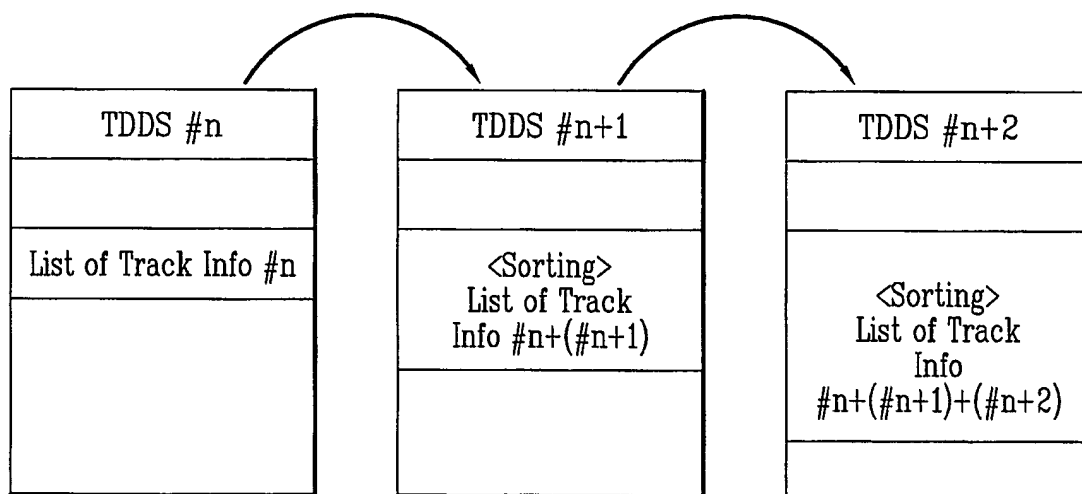 TDDS #n
List of Track Info #n
TDDS #n+1
<Sorting>
List of Track
Info #n+(#n+1)
TDDS #n+2
<Sorting>
List of Track
Info
#n+(#n+1)+(#n+2)